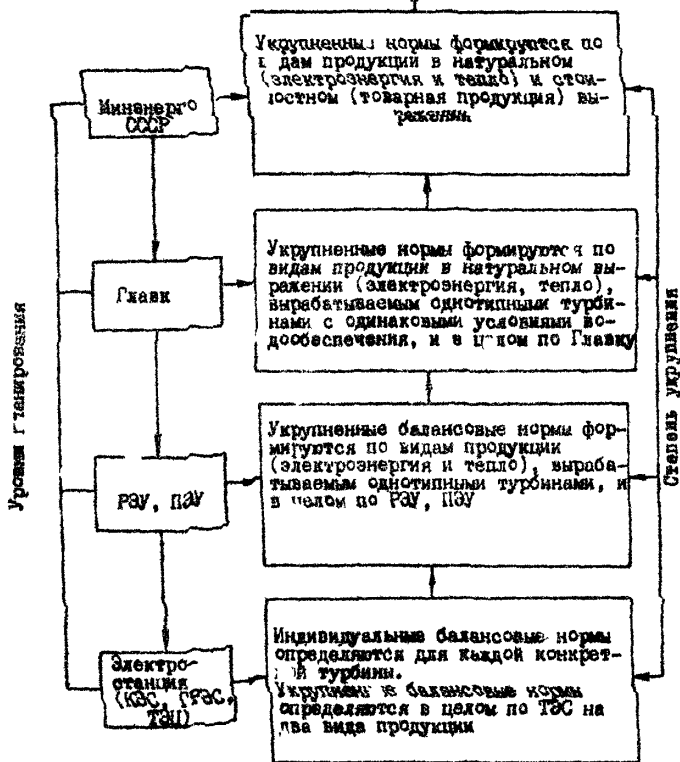 Укрупненные нормы формируются по
дам продукции в натуральном
(электроэнергия и тепло) и стои-
мостном (товарная продукция) вы-
ражении
Минэнерго
СССР
Укрупненные нормы формируются по
видам продукции в натуральном вы-
ражении (электроэнергия, тепло),
вырабатываемым однотипными турби-
нами с одинаковыми условиями во-
дообеспечения, и в целом по Главку
Главк
Уровни планирования
Степень укрупнения
Укрупненные балансовые нормы фор-
мируются по видам продукции
(электроэнергия и тепло), выраба-
тываемым однотипными турбинами, и
в целом по РЭУ, ПЭУ
РЭУ, ПЭУ
Индивидуальные балансовые нормы
определяются для каждой конкрет-
ной турбины.
Укрупненные балансовые нормы
определяются в целом по ТЭС на
два вида продукции
Электро-
станция
(КЭС, ГРЭС,
ТЭЦ)